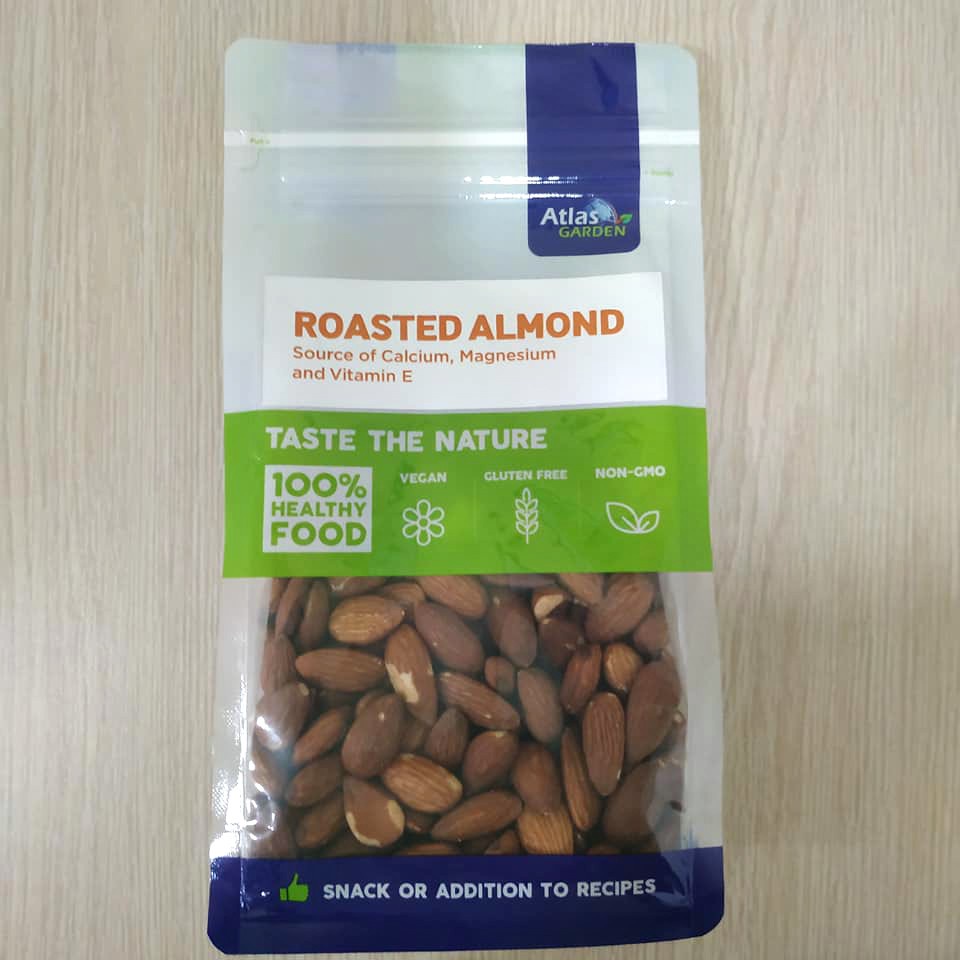 Atlas
GARDEN
ROASTED ALMOND
Source of Calcium, Magnesium
and Vitamin E
TASTE THE NATURE
100%
HEALTHY
FOOD
VEGAN
GLUTEN FREE
NON-GMO
SNACK OR ADDITION TO RECIPES